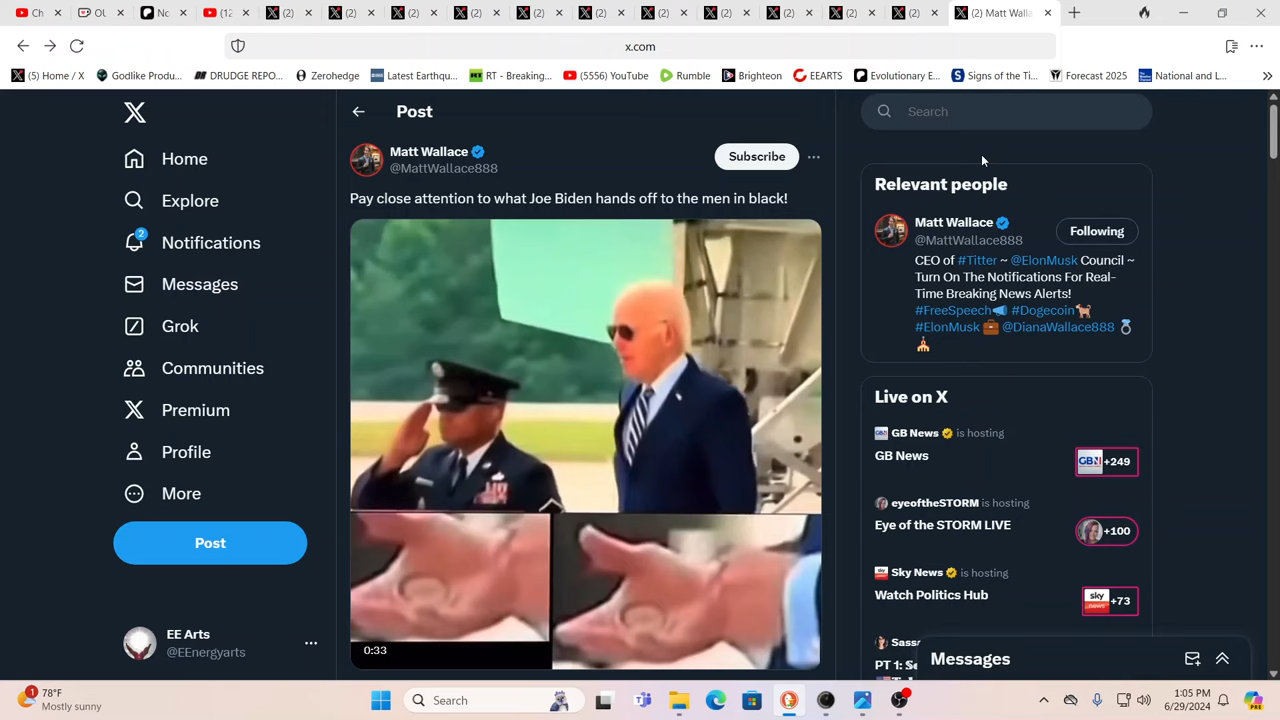 Ch
OL
Nc
(12
(2)
(2)
(2)
(2)
(2)
(2)
(2)
(2)
(2)
(2)
(2)
(2) Matt Walla
x.com
(5) Home / X
Godlike Produ...
DRUDGE REPO...
Zerohedge
Latest Earthqu...
RT - Breaking...
(5556) YouTube
Rumble
Brighteon
EEARTS
Evolutionary E...
Signs of the Ti...
Forecast 2025
National and L...
Home
Explore
2
Notifications
Messages
Grok
Communities
Premium
Profile
More
Post
EE Arts
@EEnergyarts
Post
Matt Wallace
@MattWallace888
Subscribe
Pay close attention to what Joe Biden hands off to the men in black!
0:33
Search
Relevant people
Matt Wallace
@MattWallace888
Following
CEO of #Titter ~ @ElonMusk Council ~
Turn On The Notifications For Real-
Time Breaking News Alerts!
#FreeSpeech📣 #Dogecoin🐕
#ElonMusk 💼 @DianaWallace888 💍
Live on X
GB News is hosting
GB News
GBN +249
eyeoftheSTORM is hosting
Eye of the STORM LIVE
+100
Sky News is hosting
Watch Politics Hub
sky news +73
Messages
1
78°F
Mostly sunny
Search
1:05 PM
6/29/2024